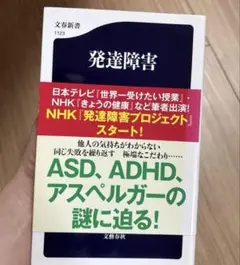 文春新書
1123
発達障害
日本テレビ『世界一受けたい授業』・
NHK『きょうの健康』など筆者出演!
NHK『発達障害プロジェクト』
スタート!
他人の気持ちがわからない
同じ失敗を繰り返す 極端なこだわり……
ASD、ADHD、
アスペルガーの
謎に迫る!
文藝春秋